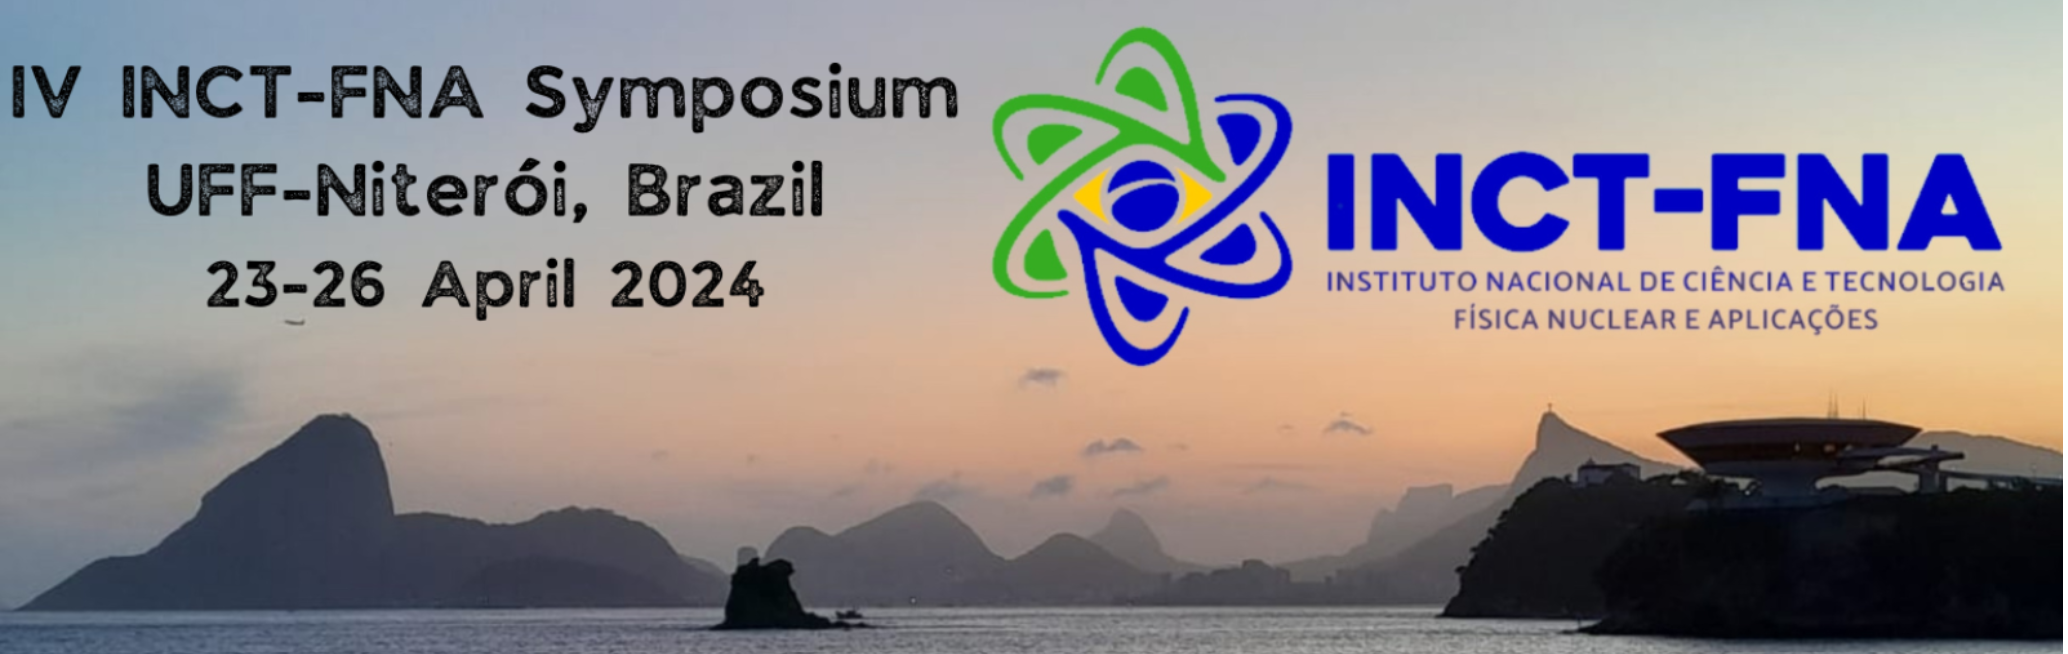 IV INCT-FNA Symposium
UFF-Niterói, Brazil
23-26 April 2024
INCT-FNA
INSTITUTO NACIONAL DE CIÊNCIA E TECNOLOGIA
FÍSICA NUCLEAR E APLICAÇÕES